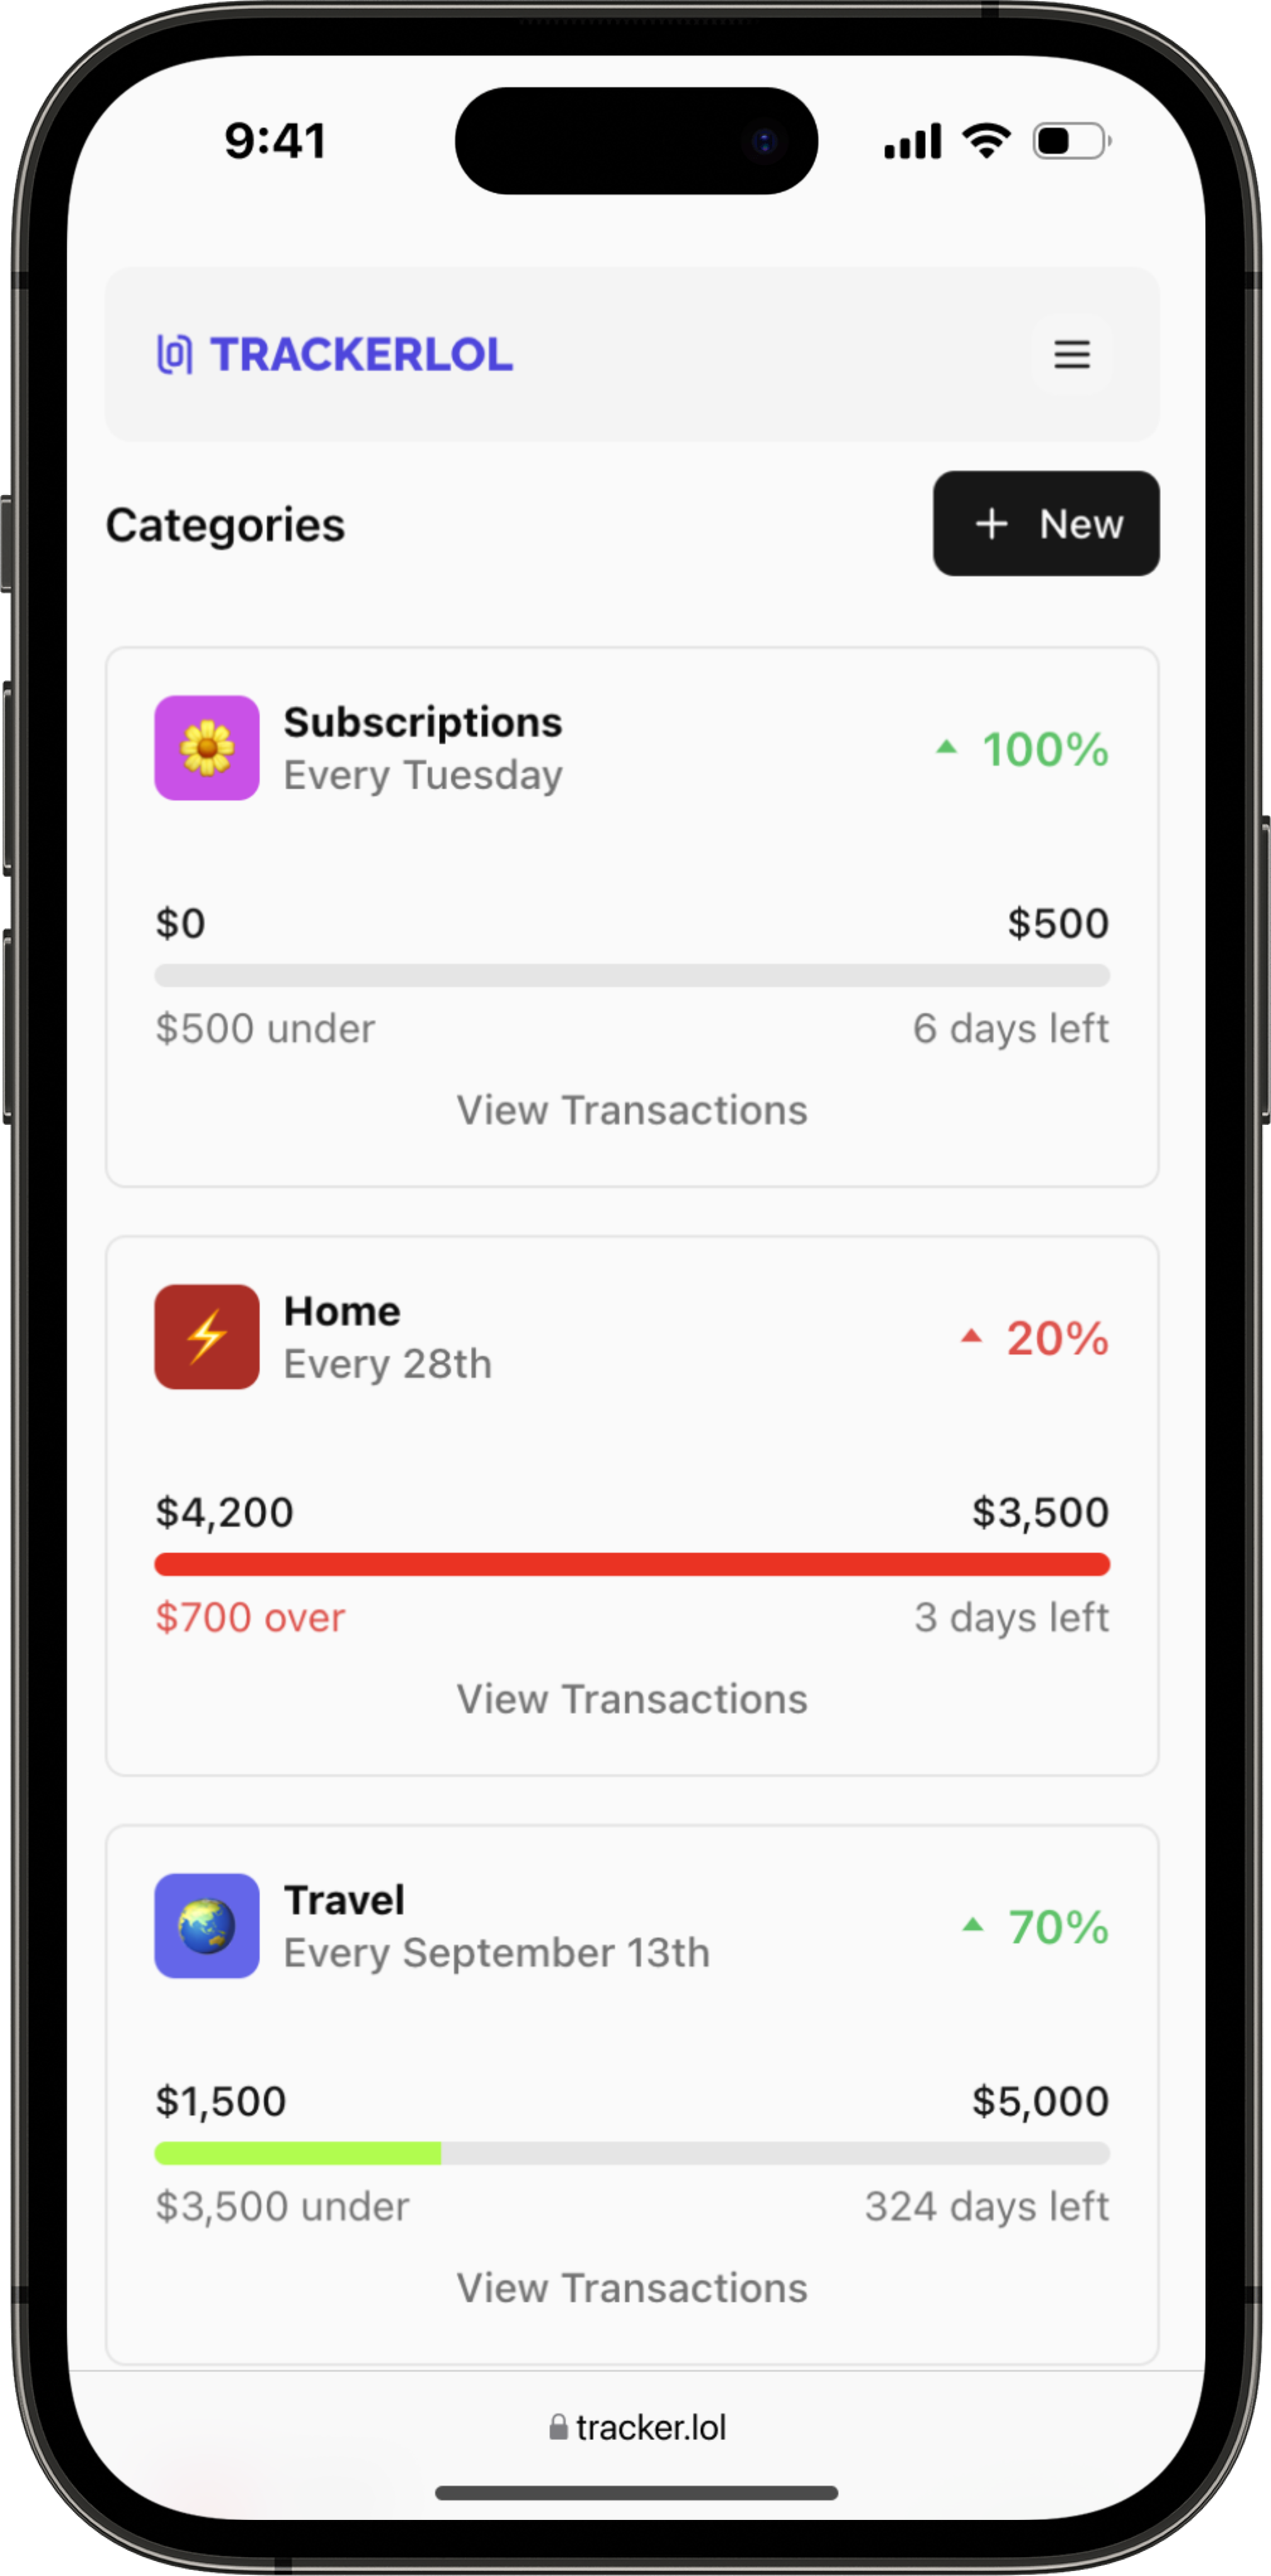 9:41
TRACKERLOL
Categories
+ New
Subscriptions
Every Tuesday
100%
$0 $500
$500 under 6 days left
View Transactions
Home
Every 28th
20%
$4,200 $3,500
$700 over 3 days left
View Transactions
Travel
Every September 13th
70%
$1,500 $5,000
$3,500 under 324 days left
View Transactions
tracker.lol